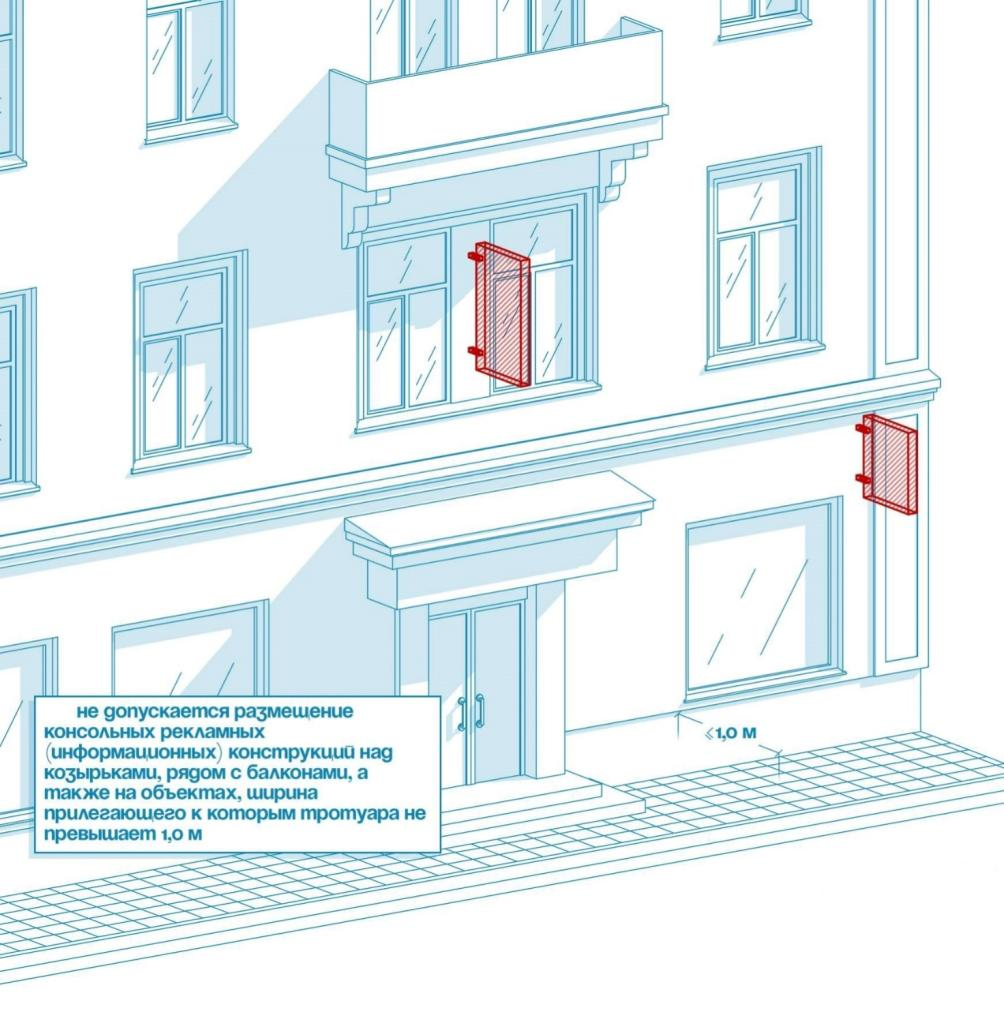 не допускается размещение
консольных рекламных
(информационных) конструкций над
козырьками, рядом с балконами, а
также на объектах, ширина
прилегающего к которым тротуара не
превышает 1,0 м
⩽1,0 м